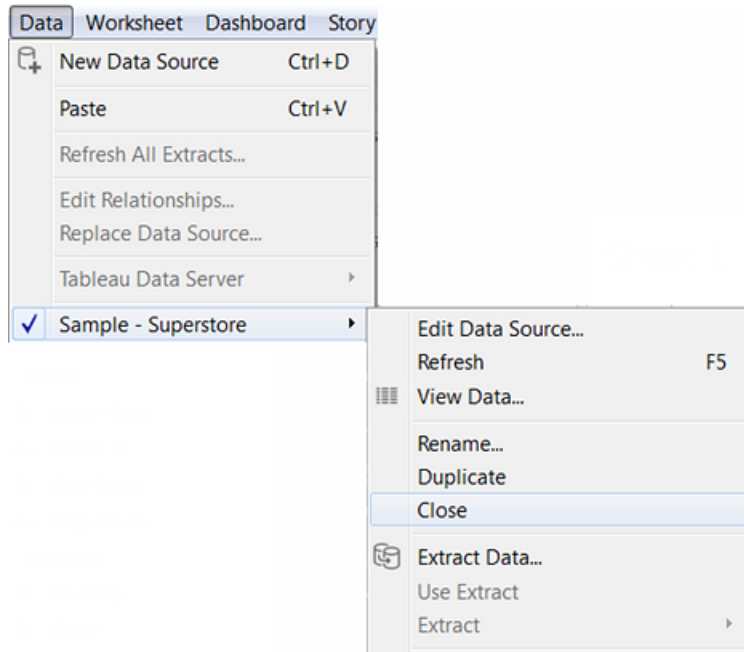 Data Worksheet Dashboard Story
New Data Source Ctrl+D
Paste Ctrl+V
Refresh All Extracts...
Edit Relationships...
Replace Data Source...
Tableau Data Server
Sample - Superstore
Edit Data Source...
Refresh F5
View Data...
Rename...
Duplicate
Close
Extract Data...
Use Extract
Extract